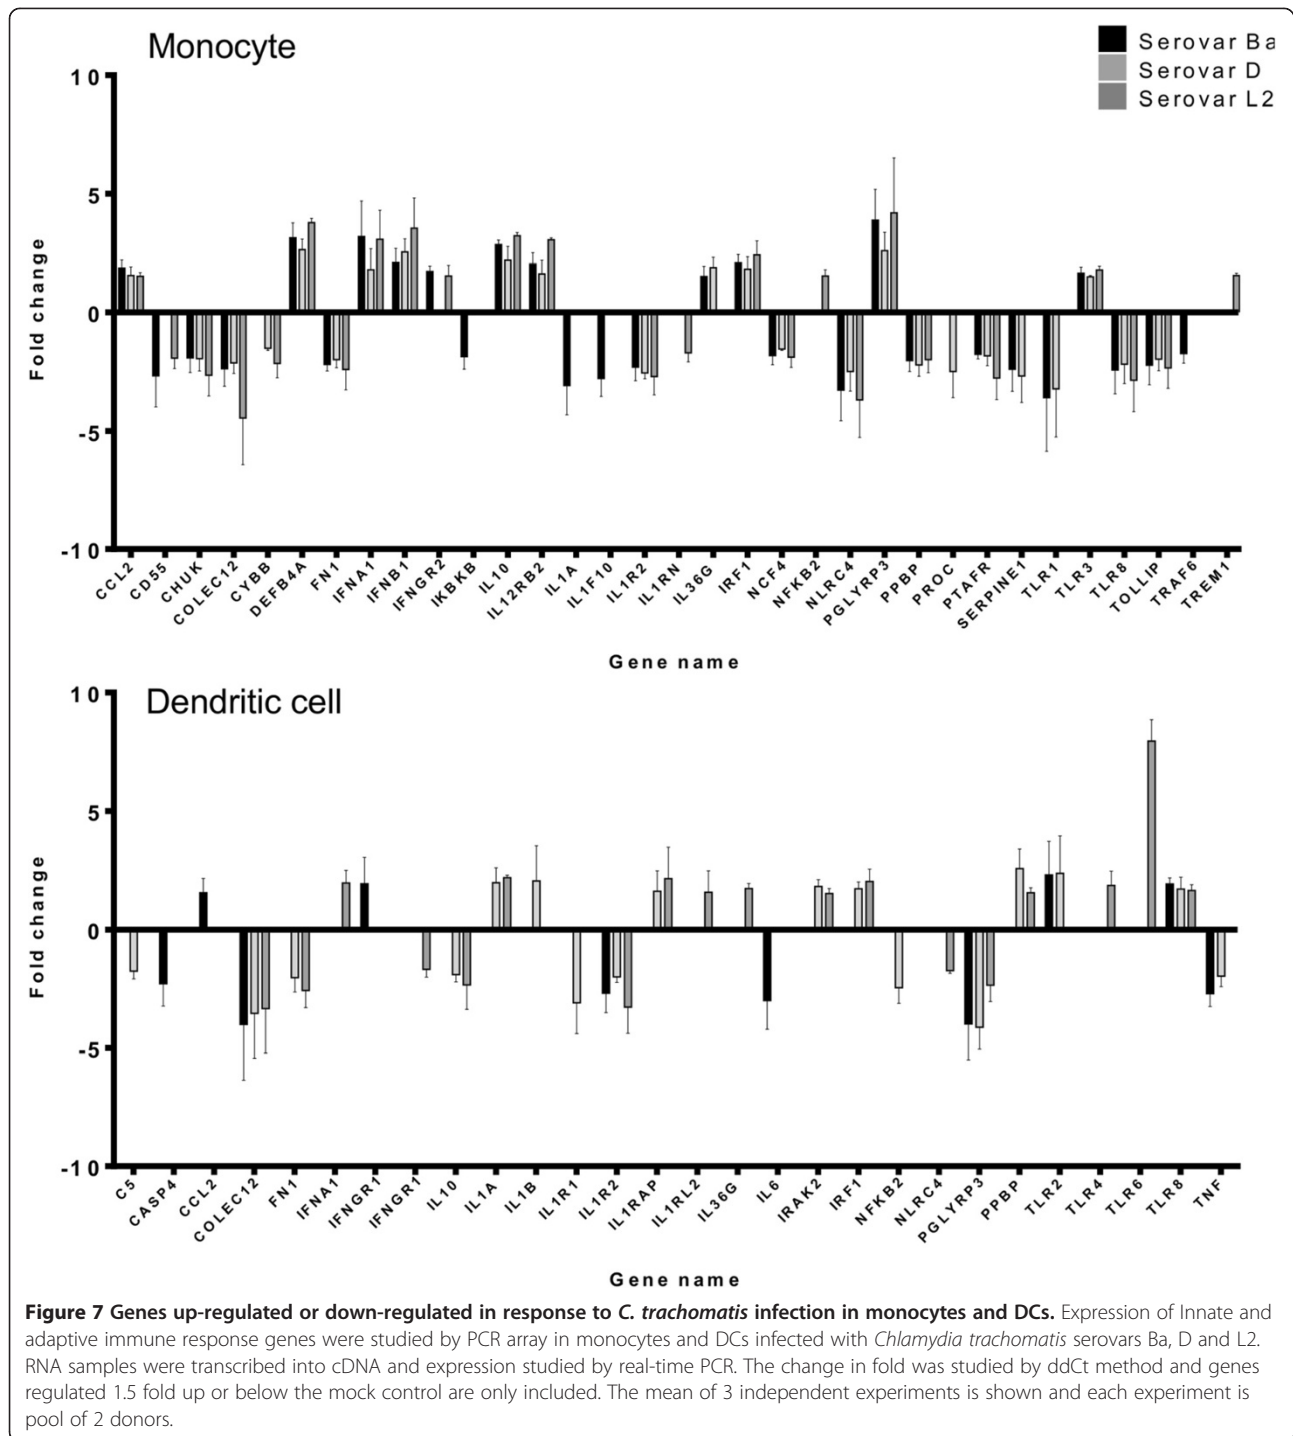 Monocyte
Serovar Ba
Serovar D
Serovar L2
10
5
0
-5
-10
Fold change
CCL2
CD55
CHUK
COLEC12
CYBB
DEFB4A
FN1
IFNA1
IFNB1
IFNGR2
IKBKB
IL10
IL12RB2
IL1A
IL1F10
IL1R2
IL1RN
IL36G
IRF1
NCF4
NFKB2
NLRC4
PGLYRP3
PPBP
PROC
PTAFR
SERPINE1
TLR1
TLR3
TLR8
TOLLIP
TRAF6
TREM1
Gene name
Dendritic cell
10
5
0
-5
-10
Fold change
C5
CASP4
CCL2
COLEC12
FN1
IFNA1
IFNGR1
IFNGR1
IL10
IL1A
IL1B
IL1R1
IL1R2
IL1RAP
IL1RL2
IL36G
IL6
IRAK2
IRF1
NFKB2
NLRC4
PGLYRP3
PPBP
TLR2
TLR4
TLR6
TLR8
TNF
Gene name
Figure 7 Genes up-regulated or down-regulated in response to C. trachomatis infection in monocytes and DCs. Expression of Innate and
adaptive immune response genes were studied by PCR array in monocytes and DCs infected with Chlamydia trachomatis serovars Ba, D and L2.
RNA samples were transcribed into cDNA and expression studied by real-time PCR. The change in fold was studied by ddCt method and genes
regulated 1.5 fold up or below the mock control are only included. The mean of 3 independent experiments is shown and each experiment is
pool of 2 donors.